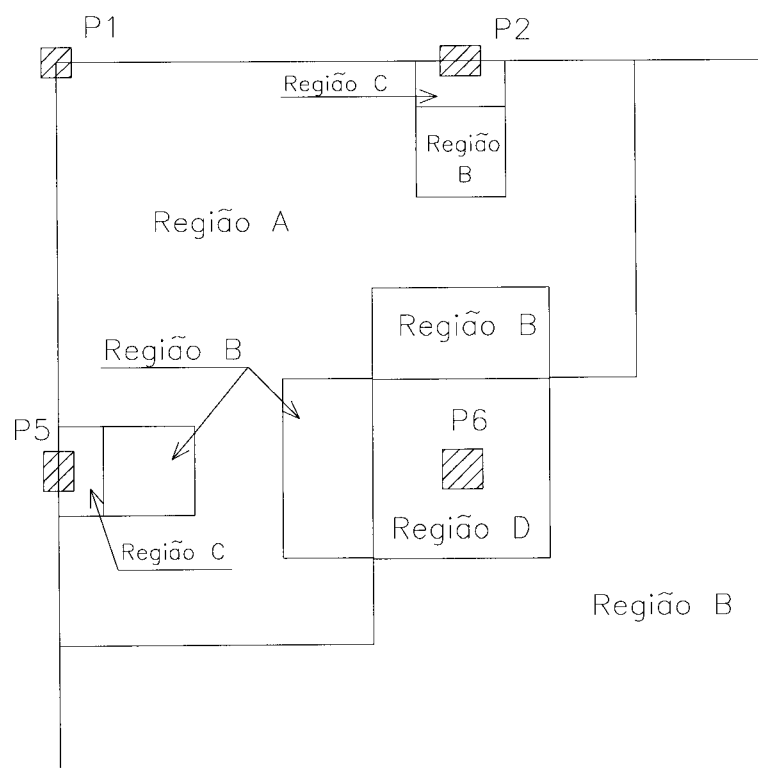 P1
P2
Região C
Região
B
Região A
Região B
Região B
P5
P6
Região D
Região C
Região B